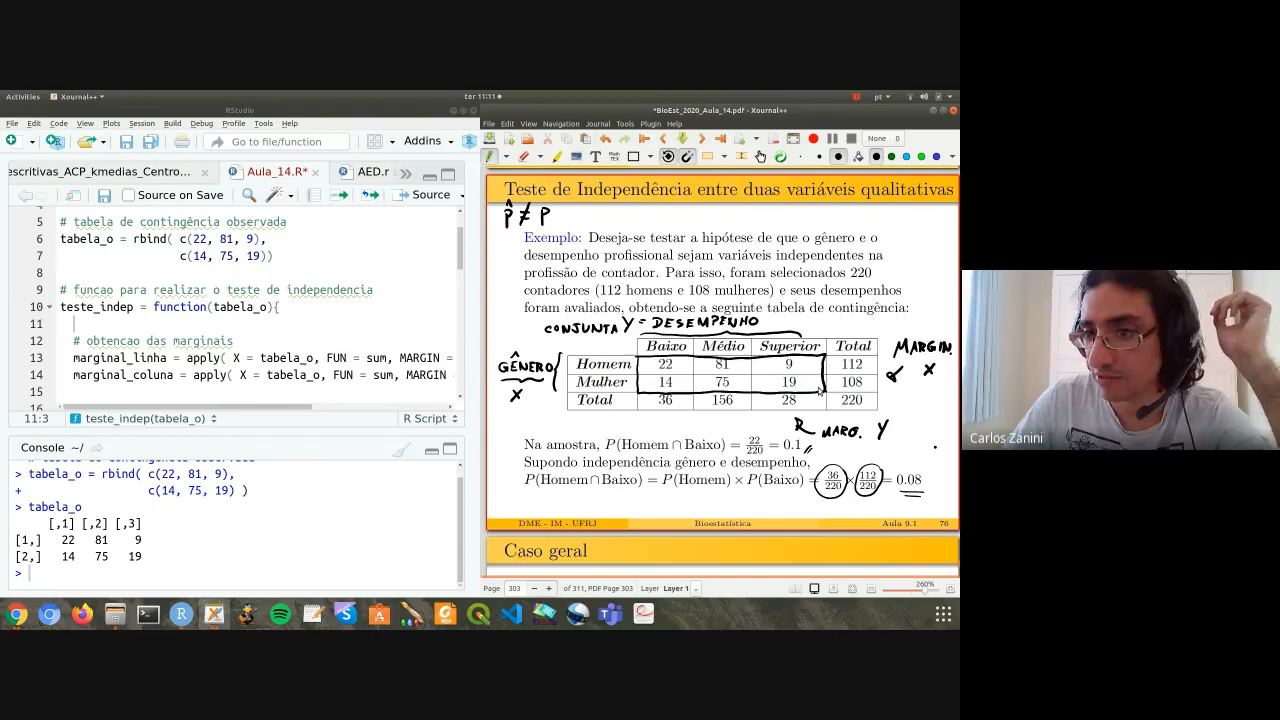 Activities Xournal++ ter 11:11 pt
RStudio
File Edit Code View Plots Session Build Debug Profile Tools Help
Go to file/function Addins
escritivas_ACP_kmedias_Centro... Aula_14.R* AED.r
Source on Save Source
5 # tabela de contingência observada
6 tabela_o = rbind( c(22, 81, 9),
7 c(14, 75, 19))
8
9 # funcao para realizar o teste de independencia
10 teste_indep = function(tabela_o){
11
12 # obtencao das marginais
13 marginal_linha = apply( X = tabela_o, FUN = sum, MARGIN =
14 marginal_coluna = apply( X = tabela_o, FUN = sum, MARGIN =
15
16
11:3 teste_indep(tabela_o) R Script
Console ~/
> tabela_o = rbind( c(22, 81, 9),
+ c(14, 75, 19) )
> tabela_o
[,1] [,2] [,3]
[1,] 22 81 9
[2,] 14 75 19
>
*BioEst_2020_Aula_14.pdf - Xournal++
File Edit View Navigation Journal Tools Plugin Help
None 0
Teste de Independência entre duas variáveis qualitativas
p̂ ≠ p
Exemplo: Deseja-se testar a hipótese de que o gênero e o
desempenho profissional sejam variáveis independentes na
profissão de contador. Para isso, foram selecionados 220
contadores (112 homens e 108 mulheres) e seus desempenhos
foram avaliados, obtendo-se a seguinte tabela de contingência:
CONJUNTA Y = DESEMPENHO
Baixo Médio Superior Total
Homem 22 81 9 112
Mulher 14 75 19 108
Total 36 156 28 220
GÊNERO
X
MARGIN.
X
MARG. Y
Na amostra, P(Homem ∩ Baixo) = 22/220 = 0.1
Supondo independência gênero e desempenho,
P(Homem∩Baixo) = P(Homem) × P(Baixo) = 36/220 × 112/220 = 0.08
DME - IM - UFRJ Bioestatística Aula 9.1 76
Caso geral
Page 303 of 311, PDF Page 303 Layer Layer 1 260%
Carlos Zanini